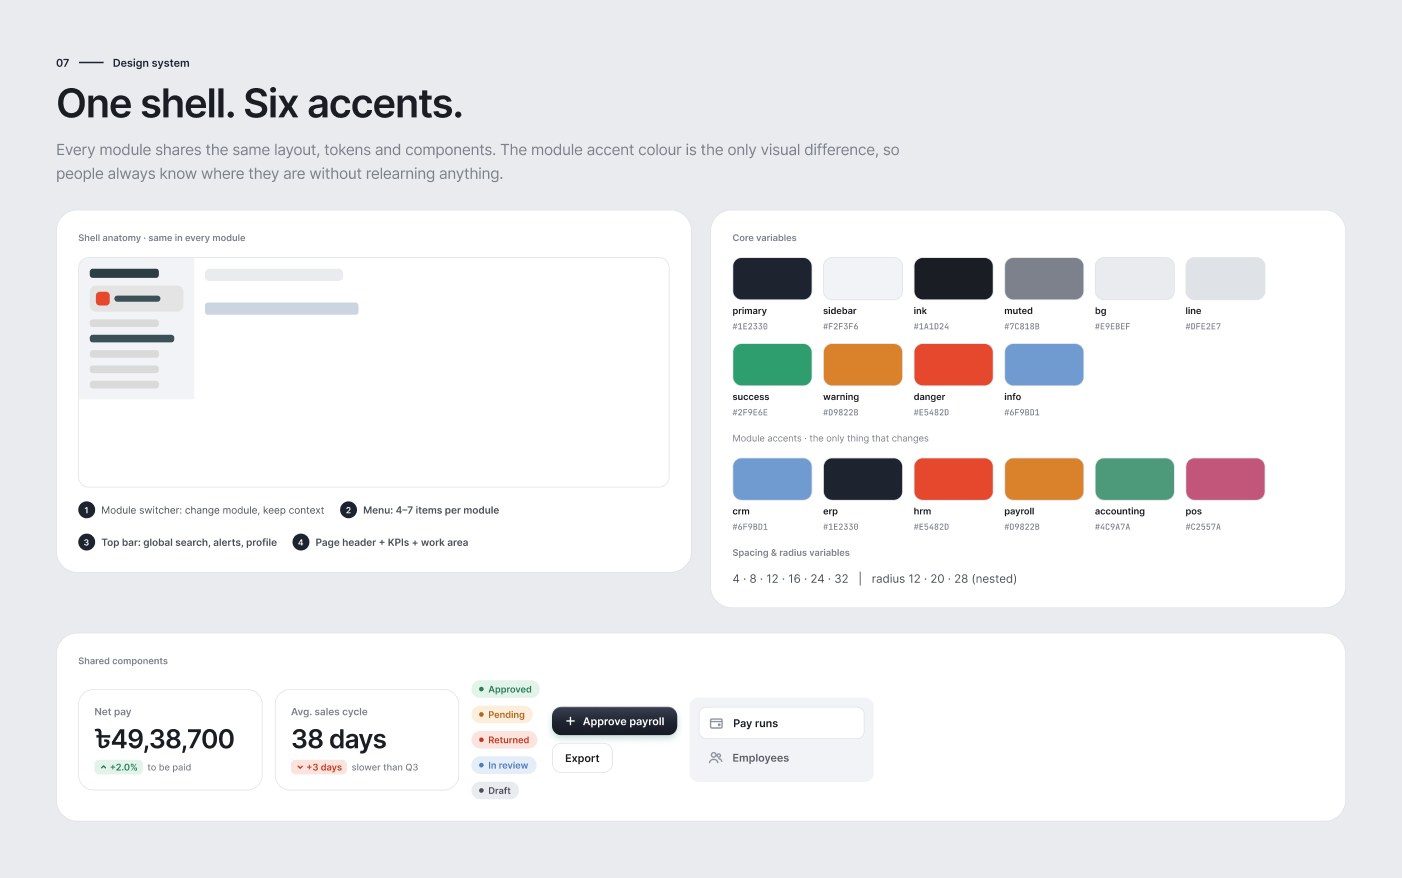 07 — Design system
One shell. Six accents.
Every module shares the same layout, tokens and components. The module accent colour is the only visual difference, so
people always know where they are without relearning anything.
Shell anatomy · same in every module
1 Module switcher: change module, keep context
2 Menu: 4–7 items per module
3 Top bar: global search, alerts, profile
4 Page header + KPIs + work area
Core variables
primary sidebar ink muted bg line
#1E2330 #F2F3F6 #1A1D24 #7C818B #E9EBEF #DFE2E7
success warning danger info
#2F9E6E #D9822B #E5482D #6F9BD1
Module accents · the only thing that changes
crm erp hrm payroll accounting pos
#6F9BD1 #1E2330 #E5482D #D9822B #4C9A7A #C2557A
Spacing & radius variables
4 · 8 · 12 · 16 · 24 · 32 | radius 12 · 20 · 28 (nested)
Shared components
Net pay
৳49,38,700
+2.0% to be paid
Avg. sales cycle
38 days
+3 days slower than Q3
Approved
Pending
Returned
In review
Draft
+ Approve payroll
Export
Pay runs
Employees